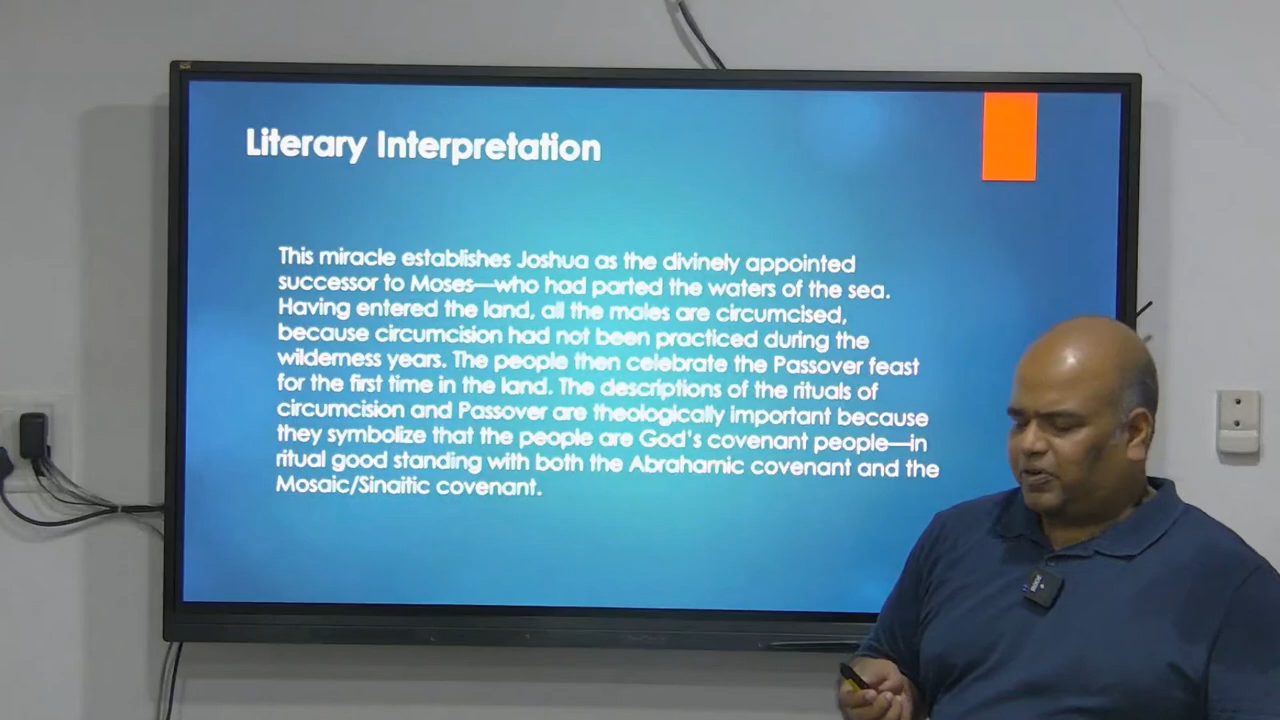 Literary Interpretation
This miracle establishes Joshua as the divinely appointed
successor to Moses—who had parted the waters of the sea.
Having entered the land, all the males are circumcised,
because circumcision had not been practiced during the
wilderness years. The people then celebrate the Passover feast
for the first time in the land. The descriptions of the rituals of
circumcision and Passover are theologically important because
they symbolize that the people are God's covenant people—in
ritual good standing with both the Abrahamic covenant and the
Mosaic/Sinaitic covenant.